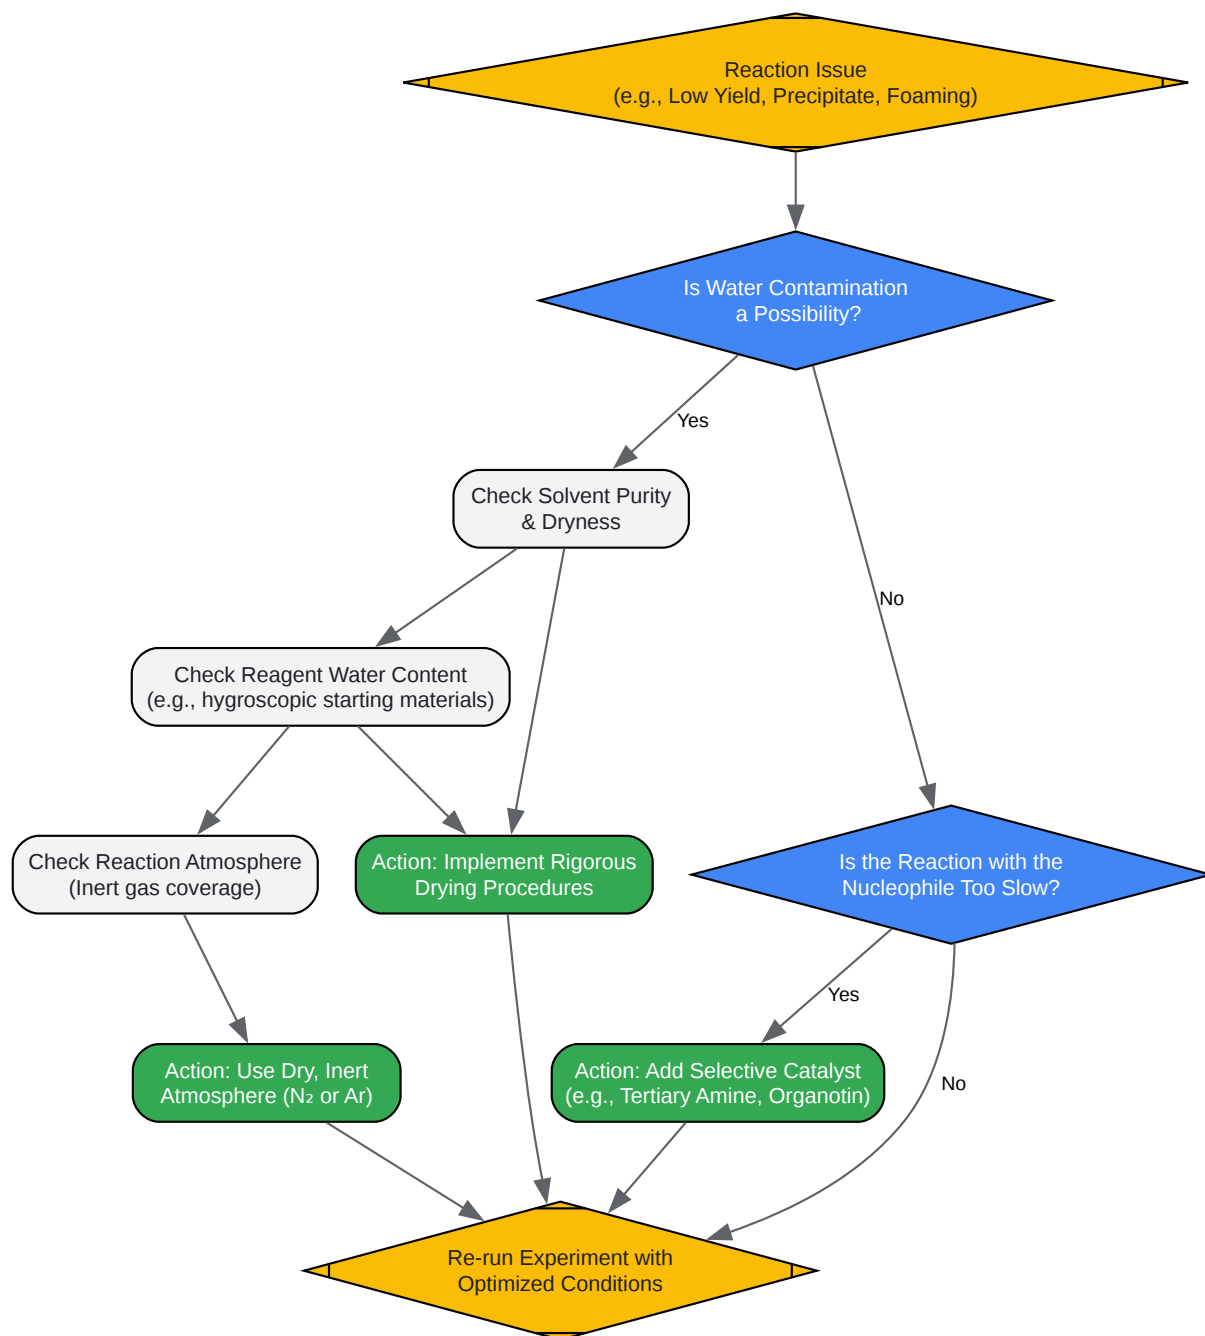 Reaction Issue
(e.g., Low Yield, Precipitate, Foaming)
Is Water Contamination
a Possibility?
Yes
Check Solvent Purity
& Dryness
No
Check Reagent Water Content
(e.g., hygroscopic starting materials)
Check Reaction Atmosphere
(Inert gas coverage)
Action: Implement Rigorous
Drying Procedures
Is the Reaction with the
Nucleophile Too Slow?
Yes
Action: Use Dry, Inert
Atmosphere (N₂ or Ar)
Action: Add Selective Catalyst
(e.g., Tertiary Amine, Organotin)
No
Re-run Experiment with
Optimized Conditions